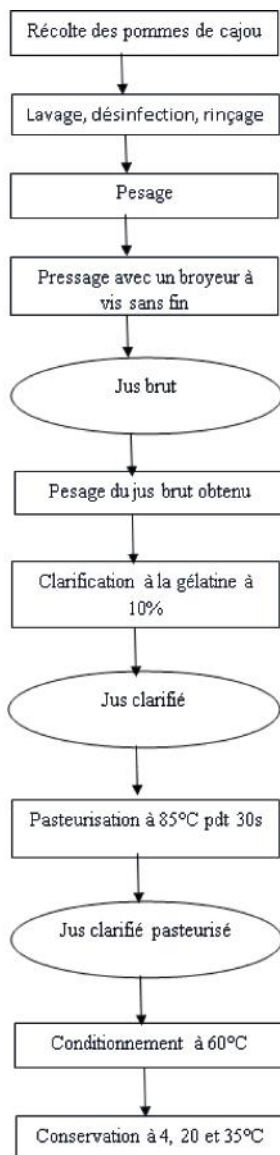 Récolte des pommes de cajou
Lavage, désinfection, rinçage
Pesage
Pressage avec un broyeur à
vis sans fin
Jus brut
Pesage du jus brut obtenu
Clarification à la gélatine à
10%
Jus clarifié
Pasteurisation à 85°C pdt 30s
Jus clarifié pasteurisé
Conditionnement à 60°C
Conservation à 4, 20 et 35°C